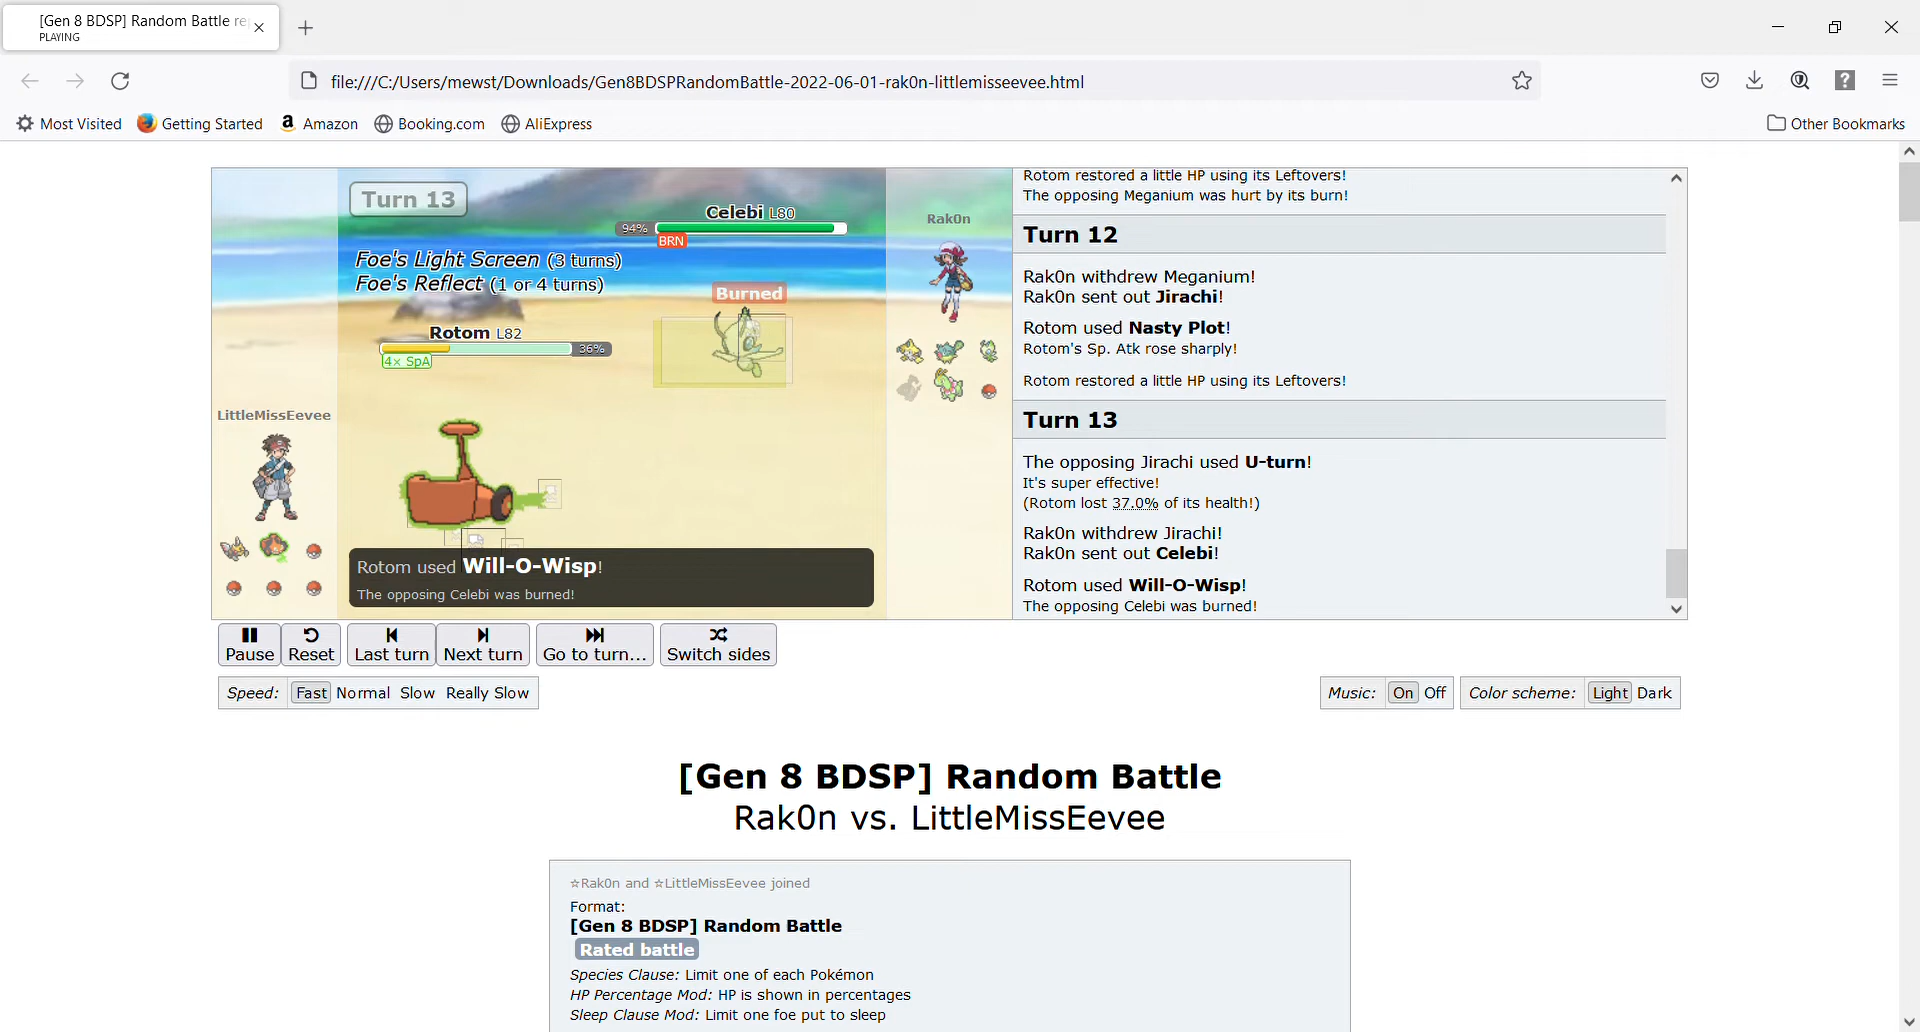 [Gen 8 BDSP] Random Battle re
PLAYING
file:///C:/Users/mewst/Downloads/Gen8BDSPRandomBattle-2022-06-01-rak0n-littlemisseevee.html
Most Visited
Getting Started
Amazon
Booking.com
AliExpress
Other Bookmarks
Turn 13
Celebi L80
94%
BRN
Foe's Light Screen (3 turns)
Foe's Reflect (1 or 4 turns)
Burned
Rotom L82
36%
4× SpA
Rak0n
LittleMissEevee
Rotom used Will-O-Wisp!
The opposing Celebi was burned!
Rotom restored a little HP using its Leftovers!
The opposing Meganium was hurt by its burn!
Turn 12
Rak0n withdrew Meganium!
Rak0n sent out Jirachi!
Rotom used Nasty Plot!
Rotom's Sp. Atk rose sharply!
Rotom restored a little HP using its Leftovers!
Turn 13
The opposing Jirachi used U-turn!
It's super effective!
(Rotom lost 37.0% of its health!)
Rak0n withdrew Jirachi!
Rak0n sent out Celebi!
Rotom used Will-O-Wisp!
The opposing Celebi was burned!
Pause
Reset
Last turn
Next turn
Go to turn...
Switch sides
Speed: Fast Normal Slow Really Slow
Music: On Off
Color scheme: Light Dark
[Gen 8 BDSP] Random Battle
Rak0n vs. LittleMissEevee
☆Rak0n and ☆LittleMissEevee joined
Format:
[Gen 8 BDSP] Random Battle
Rated battle
Species Clause: Limit one of each Pokémon
HP Percentage Mod: HP is shown in percentages
Sleep Clause Mod: Limit one foe put to sleep